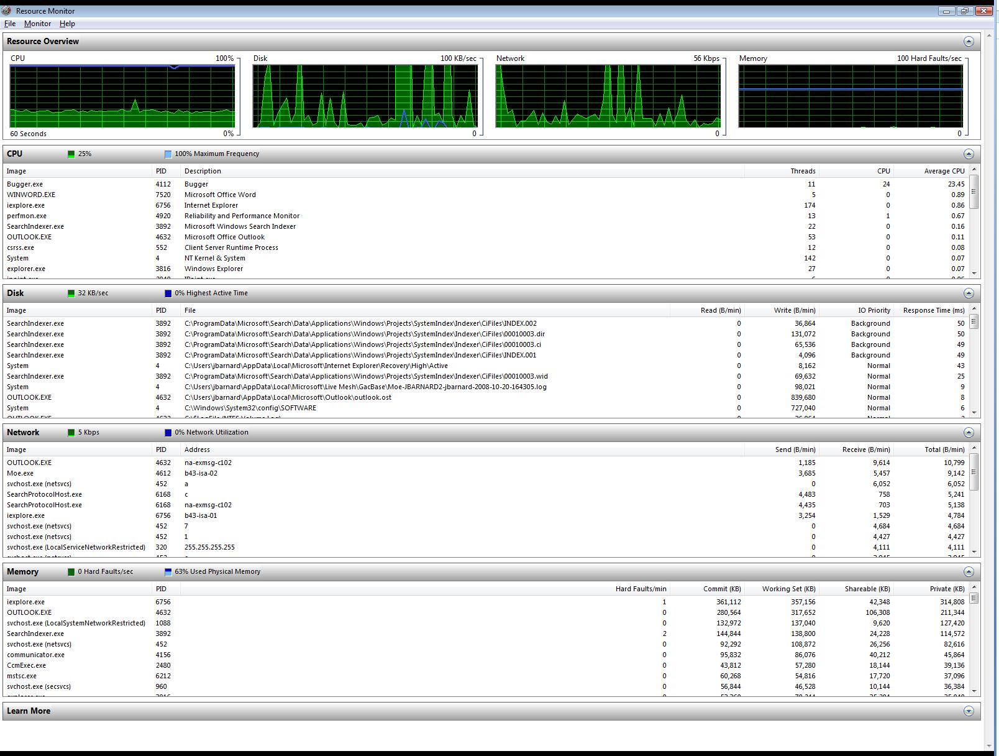 Resource Monitor
File Monitor Help
Resource Overview
CPU 100%
60 Seconds 0%
Disk 100 KB/sec
0
Network 56 Kbps
0
Memory 100 Hard Faults/sec
0
CPU 25% 100% Maximum Frequency
Image PID Description Threads CPU Average CPU
Bugger.exe 4112 Bugger 11 24 23.45
WINWORD.EXE 7520 Microsoft Office Word 5 0 0.89
iexplore.exe 6756 Internet Explorer 174 0 0.86
perfmon.exe 4920 Reliability and Performance Monitor 13 1 0.67
SearchIndexer.exe 3892 Microsoft Windows Search Indexer 22 0 0.16
OUTLOOK.EXE 4632 Microsoft Office Outlook 53 0 0.11
csrss.exe 552 Client Server Runtime Process 12 0 0.08
System 4 NT Kernel & System 142 0 0.07
explorer.exe 3816 Windows Explorer 27 0 0.07
Disk 32 KB/sec 0% Highest Active Time
Image PID File Read (B/min) Write (B/min) IO Priority Response Time (ms)
SearchIndexer.exe 3892 C:\ProgramData\Microsoft\Search\Data\Applications\Windows\Projects\SystemIndex\Indexer\CiFiles\INDEX.002 0 36,864 Background 50
SearchIndexer.exe 3892 C:\ProgramData\Microsoft\Search\Data\Applications\Windows\Projects\SystemIndex\Indexer\CiFiles\00010003.dir 0 131,072 Background 50
SearchIndexer.exe 3892 C:\ProgramData\Microsoft\Search\Data\Applications\Windows\Projects\SystemIndex\Indexer\CiFiles\00010003.ci 0 65,536 Background 49
SearchIndexer.exe 3892 C:\ProgramData\Microsoft\Search\Data\Applications\Windows\Projects\SystemIndex\Indexer\CiFiles\INDEX.001 0 4,096 Background 49
System 4 C:\Users\jbarnard\AppData\Local\Microsoft\Internet Explorer\Recovery\High\Active 0 8,162 Normal 43
SearchIndexer.exe 3892 C:\ProgramData\Microsoft\Search\Data\Applications\Windows\Projects\SystemIndex\Indexer\CiFiles\00010003.wid 0 69,632 Normal 25
System 4 C:\Users\jbarnard\AppData\Local\Microsoft\Live Mesh\GacBase\Moe-JBARNARD2-jbarnard-2008-10-20-164305.log 0 98,021 Normal 9
OUTLOOK.EXE 4632 C:\Users\jbarnard\AppData\Local\Microsoft\Outlook\outlook.ost 0 839,680 Normal 8
System 4 C:\Windows\System32\config\SOFTWARE 0 727,040 Normal 6
Network 5 Kbps 0% Network Utilization
Image PID Address Send (B/min) Receive (B/min) Total (B/min)
OUTLOOK.EXE 4632 na-exmsg-c102 1,185 9,614 10,799
Moe.exe 4612 b43-isa-02 3,685 5,457 9,142
svchost.exe (netsvcs) 452 a 0 6,052 6,052
SearchProtocolHost.exe 6168 c 4,483 758 5,241
SearchProtocolHost.exe 6168 na-exmsg-c102 4,435 703 5,138
iexplore.exe 6756 b43-isa-01 3,254 1,529 4,784
svchost.exe (netsvcs) 452 7 0 4,684 4,684
svchost.exe (netsvcs) 452 1 0 4,427 4,427
svchost.exe (LocalServiceNetworkRestricted) 320 255.255.255.255 0 4,111 4,111
Memory 0 Hard Faults/sec 63% Used Physical Memory
Image PID Hard Faults/min Commit (KB) Working Set (KB) Shareable (KB) Private (KB)
iexplore.exe 6756 1 361,112 357,156 42,348 314,808
OUTLOOK.EXE 4632 0 280,564 317,652 106,308 211,344
svchost.exe (LocalSystemNetworkRestricted) 1088 0 132,972 137,040 9,620 127,420
SearchIndexer.exe 3892 2 144,844 138,800 24,228 114,572
svchost.exe (netsvcs) 452 0 92,292 108,872 26,256 82,616
communicator.exe 4156 0 95,832 86,076 40,212 45,864
CcmExec.exe 2480 0 43,812 57,280 18,144 39,136
mstsc.exe 6212 0 60,268 54,816 17,720 37,096
svchost.exe (secsvcs) 960 0 56,844 46,528 10,144 36,384
Learn More